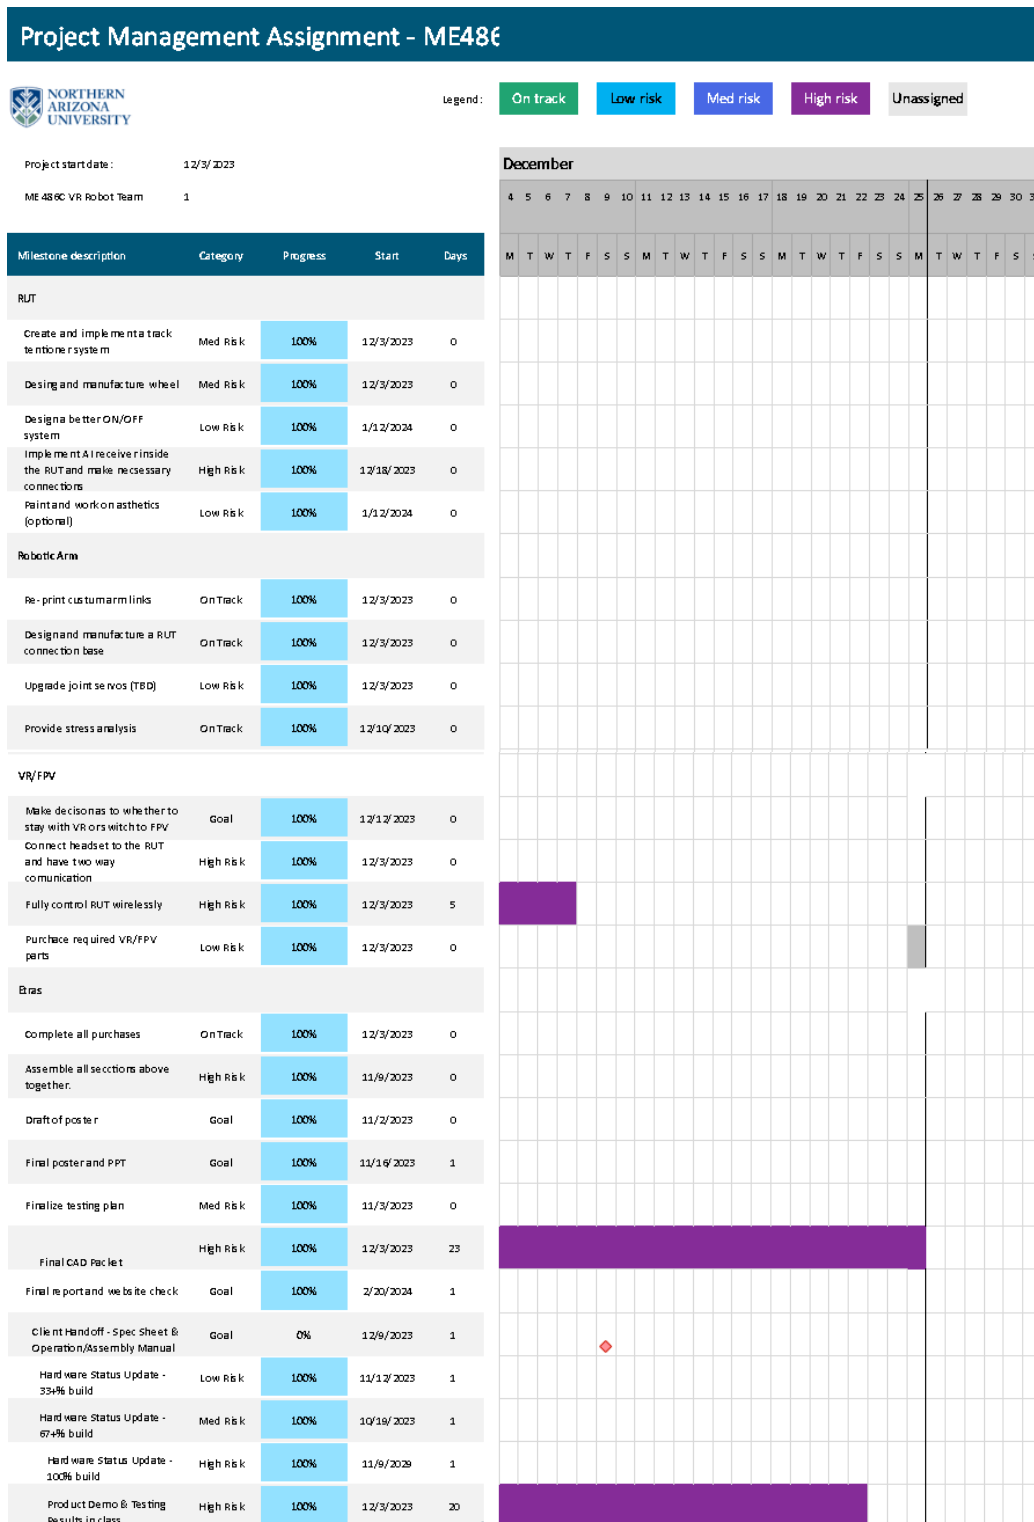 Project Management Assignment - ME486
NORTHERN
ARIZONA
UNIVERSITY
Legend:
On track
Low risk
Med risk
High risk
Unassigned
Project start date:
12/3/2023
December
ME 486C VR Robot Team
1
4 5 6 7 8 9 10 11 12 13 14 15 16 17 18 19 20 21 22 23 24 25 26 27 28 29 30
Milestone description Category Progress Start Days
M T W T F S S M T W T F S S M T W T F S S M T W T F S
RUT
Create and implement a track
tentioner system
Med Risk 100% 12/3/2023 0
Desing and manufacture wheel Med Risk 100% 12/3/2023 0
Design a better ON/OFF
system
Low Risk 100% 1/12/2024 0
Implement AI receiver inside
the RUT and make necsessary
connections
High Risk 100% 12/18/2023 0
Paint and work on asthetics
(optional)
Low Risk 100% 1/12/2024 0
Robotic Arm
Re-print custum arm links On Track 100% 12/3/2023 0
Design and manufacture a RUT
connection base
On Track 100% 12/3/2023 0
Upgrade joint servos (TBD) Low Risk 100% 12/3/2023 0
Provide stress analysis On Track 100% 12/10/2023 0
VR/FPV
Make decison as to whether to
stay with VR or switch to FPV
Goal 100% 12/12/2023 0
Connect headset to the RUT
and have two way
comunication
High Risk 100% 12/3/2023 0
Fully control RUT wirelessly High Risk 100% 12/3/2023 5
Purchace required VR/FPV
parts
Low Risk 100% 12/3/2023 0
Etras
Complete all purchases On Track 100% 12/3/2023 0
Assemble all secctions above
together.
High Risk 100% 11/9/2023 0
Draft of poster Goal 100% 11/2/2023 0
Final poster and PPT Goal 100% 11/16/2023 1
Finalize testing plan Med Risk 100% 11/3/2023 0
Final CAD Packet High Risk 100% 12/3/2023 23
Final report and website check Goal 100% 2/20/2024 1
Client Handoff - Spec Sheet &
Operation/Assembly Manual
Goal 0% 12/9/2023 1
Hardware Status Update -
33+% build
Low Risk 100% 11/12/2023 1
Hardware Status Update -
67+% build
Med Risk 100% 10/19/2023 1
Hardware Status Update -
100% build
High Risk 100% 11/9/2029 1
Product Demo & Testing
Results in class
High Risk 100% 12/3/2023 20